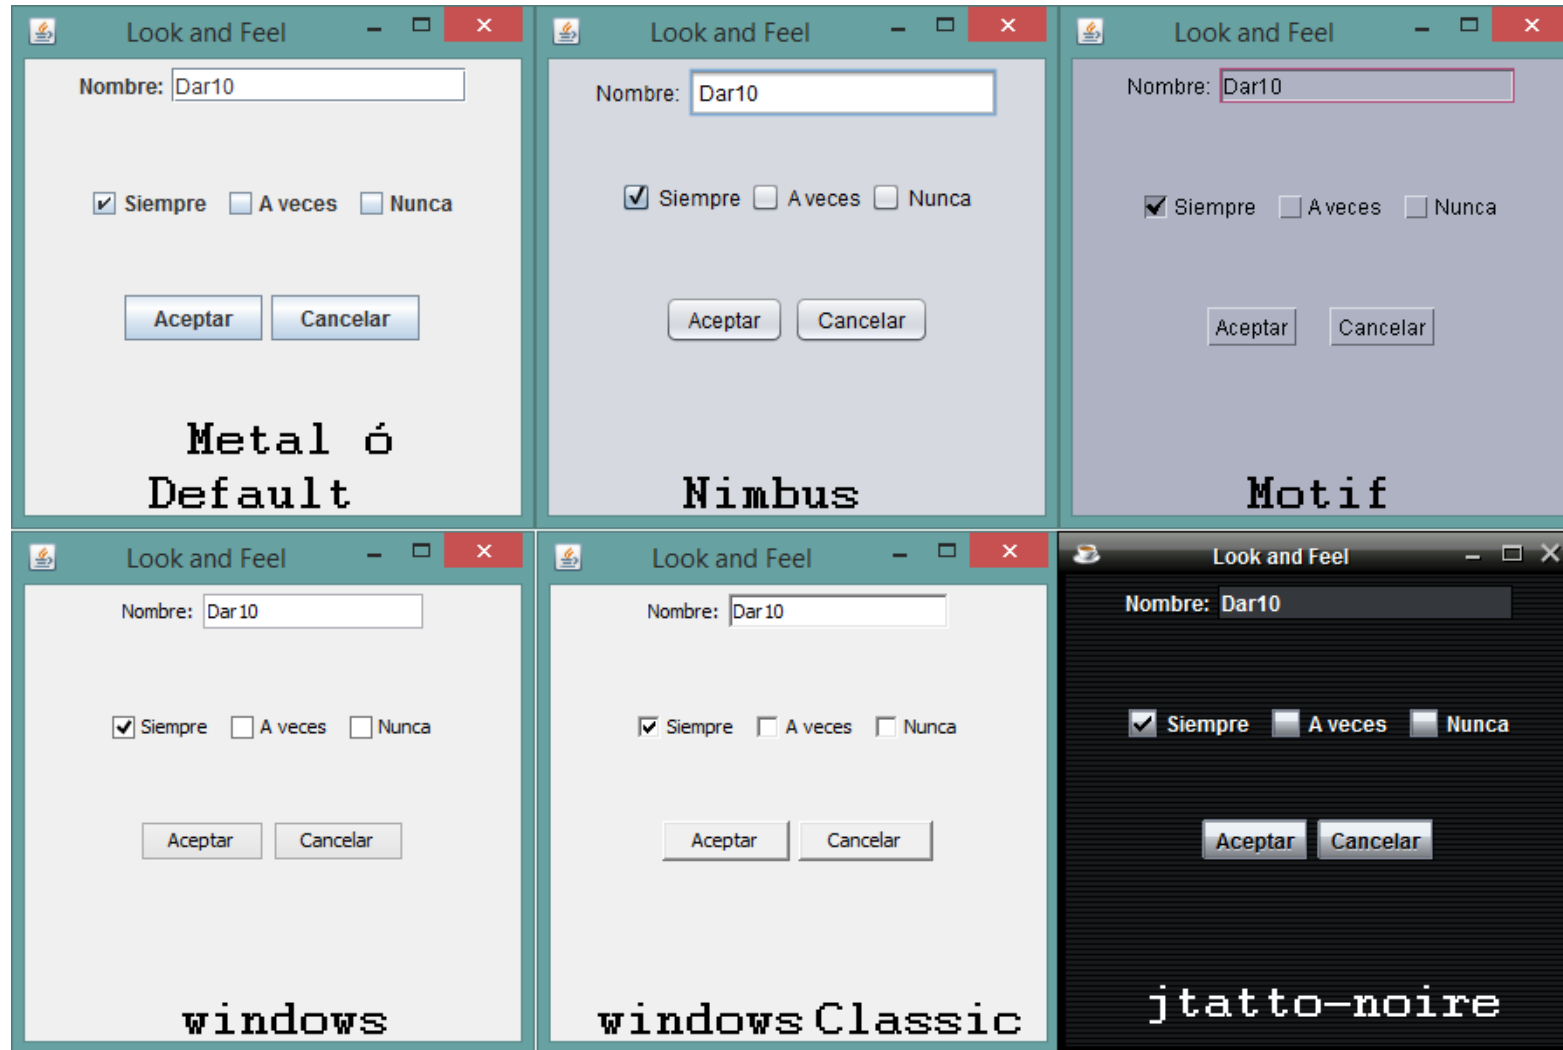 Look and Feel
Nombre: Dar10
Siempre A veces Nunca
Aceptar Cancelar
Metal ó
Default
Look and Feel
Nombre: Dar10
Siempre A veces Nunca
Aceptar Cancelar
Nimbus
Look and Feel
Nombre: Dar10
Siempre A veces Nunca
Aceptar Cancelar
Motif
Look and Feel
Nombre: Dar10
Siempre A veces Nunca
Aceptar Cancelar
windows
Look and Feel
Nombre: Dar10
Siempre A veces Nunca
Aceptar Cancelar
windows Classic
Look and Feel
Nombre: Dar10
Siempre A veces Nunca
Aceptar Cancelar
jtatto-noire